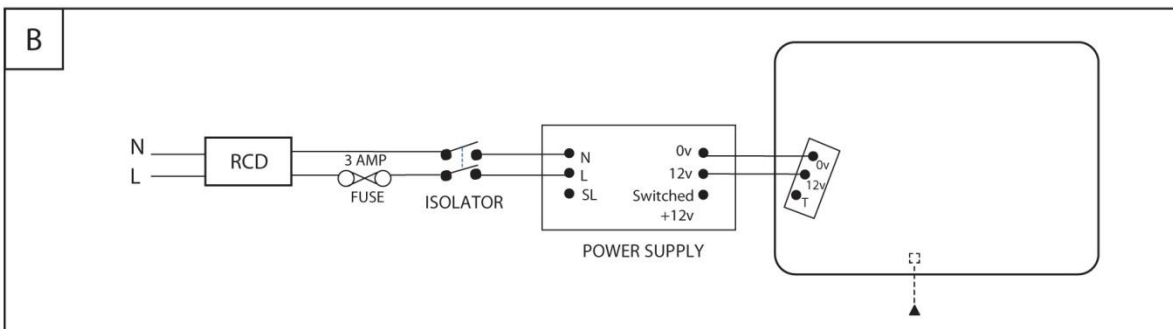 B
N
L
RCD
3 AMP
FUSE
ISOLATOR
N
L
SL
0v
12v
Switched
+12v
POWER SUPPLY
0v
12v
T